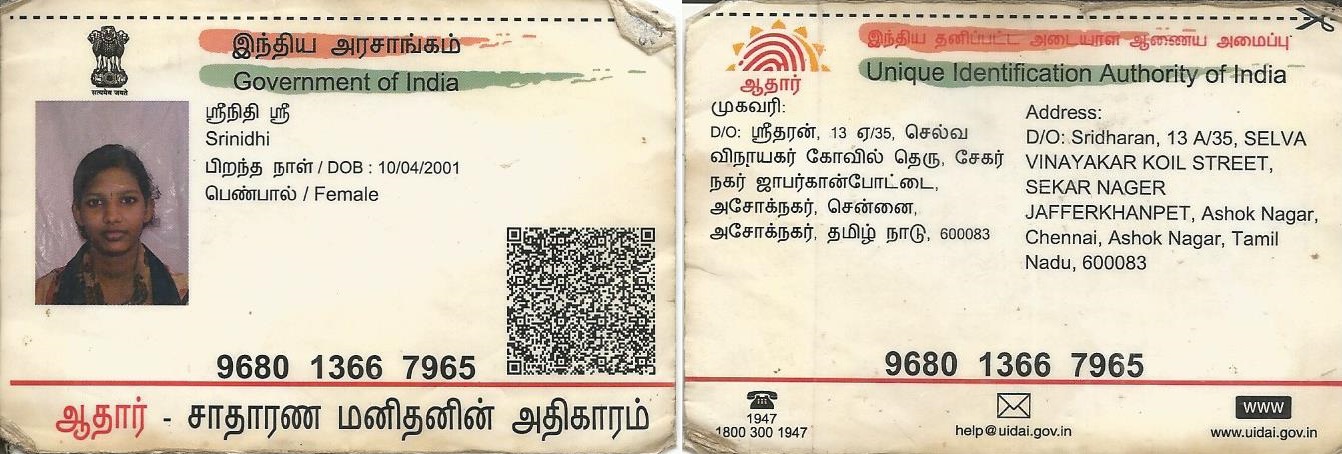 இந்திய அரசாங்கம்
Government of India
सत्यमेव जयते
ஸ்ரீநிதி ஸ்ரீ
Srinidhi
பிறந்த நாள் / DOB : 10/04/2001
பெண்பால் / Female
9680 1366 7965
ஆதார் - சாதாரண மனிதனின் அதிகாரம்
ஆதார்
இந்திய தனிப்பட்ட அடையாள ஆணைய அமைப்பு
Unique Identification Authority of India
முகவரி:
D/O: ஸ்ரீதரன், 13 ஏ/35, செல்வ
விநாயகர் கோவில் தெரு, சேகர்
நகர் ஜாபர்கான்போட்டை,
அசோக்நகர், சென்னை,
அசோக்நகர், தமிழ் நாடு, 600083
Address:
D/O: Sridharan, 13 A/35, SELVA
VINAYAKAR KOIL STREET,
SEKAR NAGER
JAFFERKHANPET, Ashok Nagar,
Chennai, Ashok Nagar, Tamil
Nadu, 600083
9680 1366 7965
1947
1800 300 1947
help@uidai.gov.in
www
www.uidai.gov.in